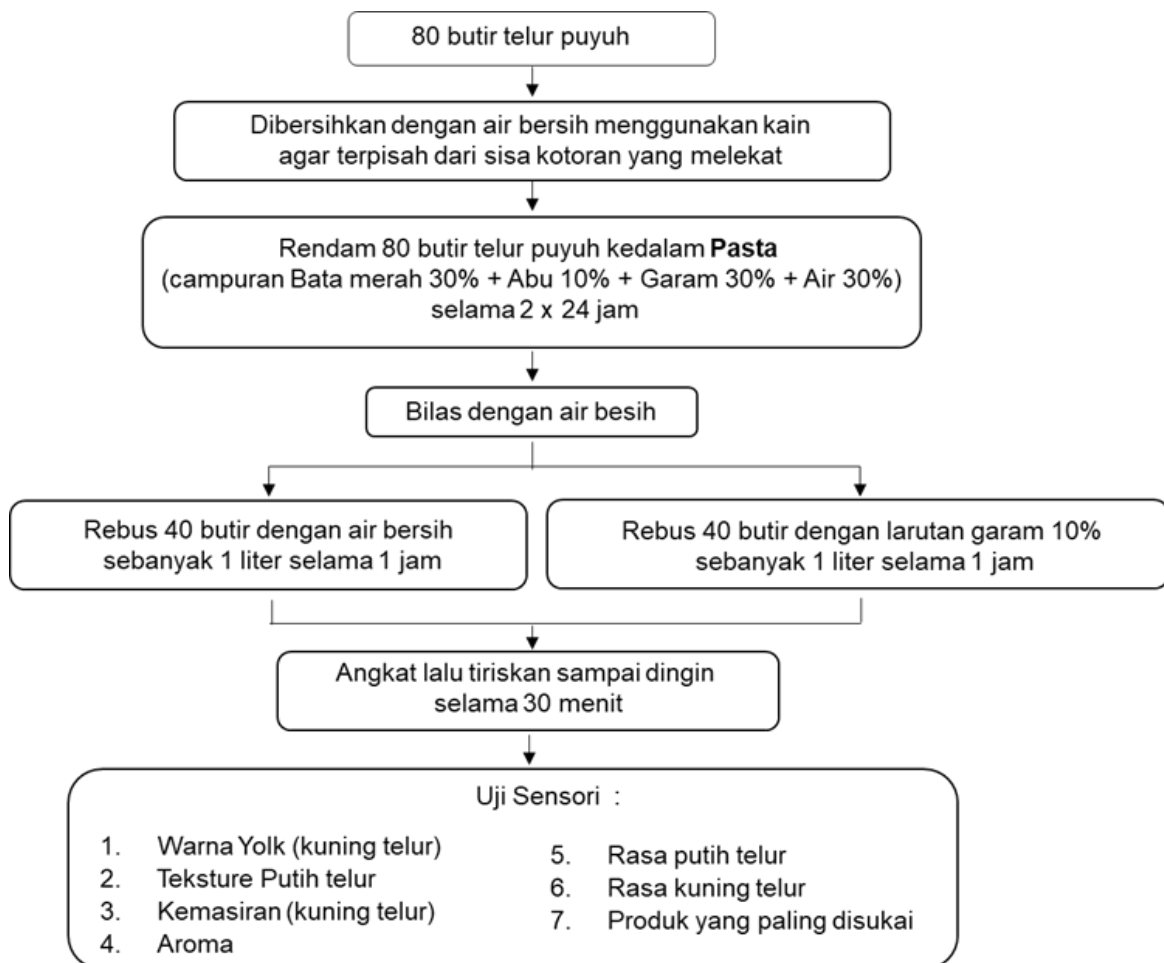 80 butir telur puyuh
Dibersihkan dengan air bersih menggunakan kain
agar terpisah dari sisa kotoran yang melekat
Rendam 80 butir telur puyuh kedalam Pasta
(campuran Bata merah 30% + Abu 10% + Garam 30% + Air 30%)
selama 2 x 24 jam
Bilas dengan air besih
Rebus 40 butir dengan air bersih
sebanyak 1 liter selama 1 jam
Rebus 40 butir dengan larutan garam 10%
sebanyak 1 liter selama 1 jam
Angkat lalu tiriskan sampai dingin
selama 30 menit
Uji Sensori :
1. Warna Yolk (kuning telur)
2. Teksture Putih telur
3. Kemasiran (kuning telur)
4. Aroma
5. Rasa putih telur
6. Rasa kuning telur
7. Produk yang paling disukai